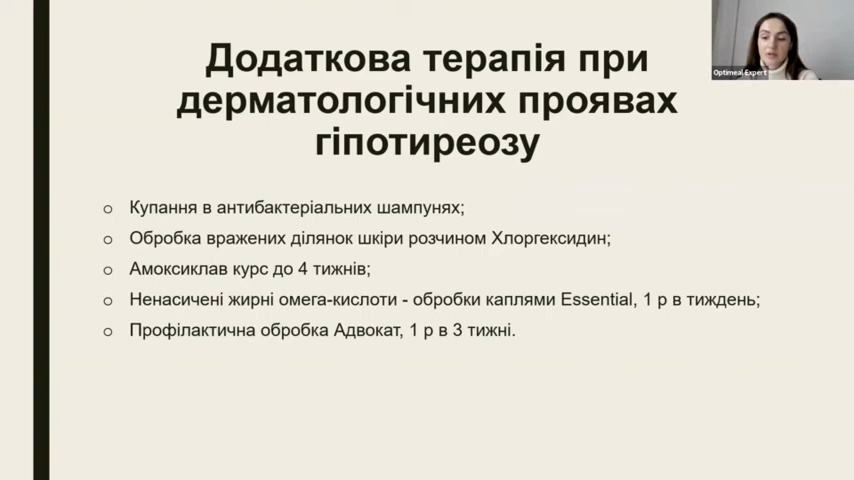 Додаткова терапія при
дерматологічних проявах
гіпотиреозу
Optimeal Expert
Купання в антибактеріальних шампунях;
Обробка вражених ділянок шкіри розчином Хлоргексидин;
Амоксиклав курс до 4 тижнів;
Ненасичені жирні омега-кислоти - обробки каплями Essential, 1 р в тиждень;
Профілактична обробка Адвокат, 1 р в 3 тижні.